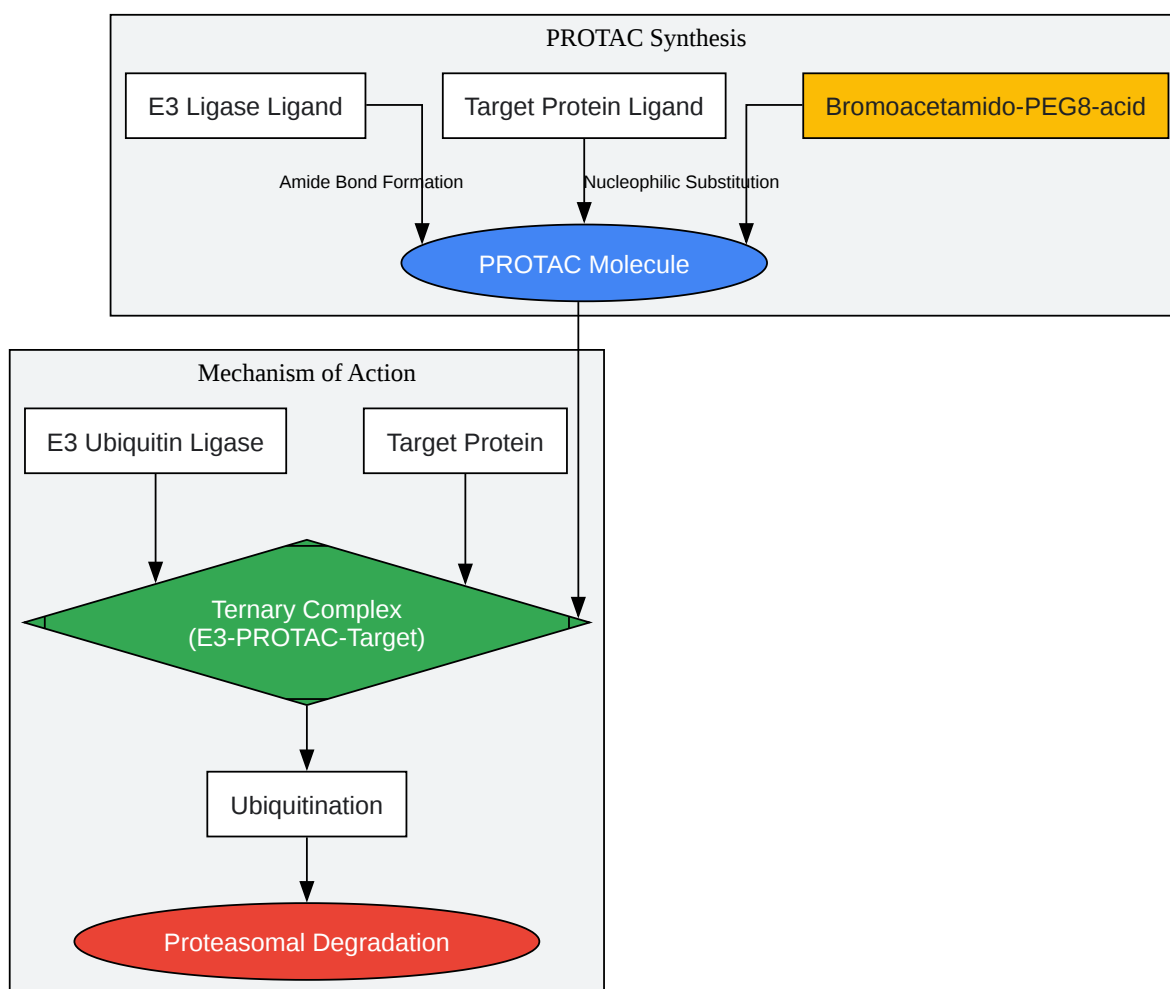 PROTAC Synthesis
E3 Ligase Ligand
Target Protein Ligand
Bromoacetamido-PEG8-acid
Amide Bond Formation
Nucleophilic Substitution
PROTAC Molecule
Mechanism of Action
E3 Ubiquitin Ligase
Target Protein
Ternary Complex
(E3-PROTAC-Target)
Ubiquitination
Proteasomal Degradation